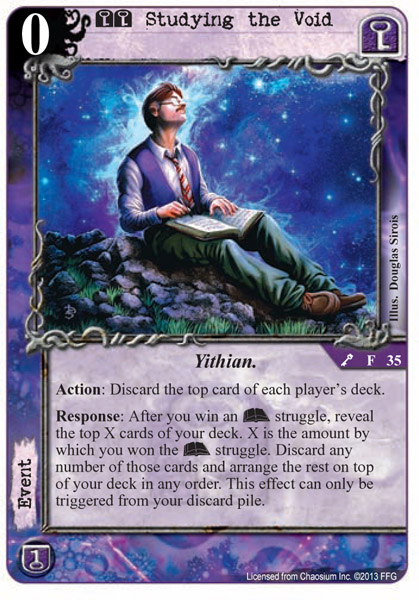 0
Studying the Void
Illus. Douglas Sirois
Yithian.
F 35
Action: Discard the top card of each player's deck.
Response: After you win an struggle, reveal
the top X cards of your deck. X is the amount by
which you won the struggle. Discard any
number of those cards and arrange the rest on top
of your deck in any order. This effect can only be
triggered from your discard pile.
Event
1
Licensed from Chaosium Inc. ©2013 FFG